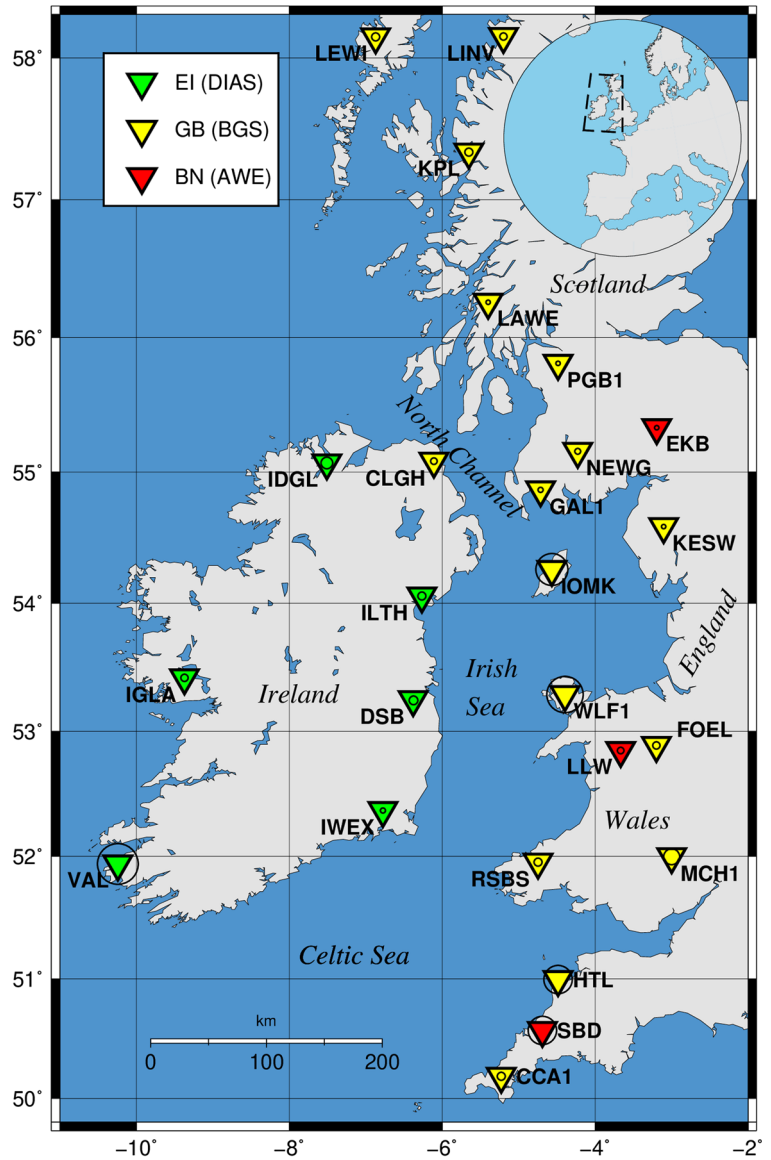 58°
57°
56°
55°
54°
53°
52°
51°
50°
EI (DIAS)
GB (BGS)
BN (AWE)
LEWI
LINV
KPL
Scotland
LAWE
PGB1
North Channel
EKB
IDGL
CLGH
NEWG
GAL1
KESW
IOMK
ILTH
England
Irish
Sea
IGLA
Ireland
DSB
WLF1
FOEL
LLW
IWEX
Wales
VAL
RSBS
MCH1
Celtic Sea
HTL
km
0 100 200
SBD
CCA1
−10° −8° −6° −4° −2°